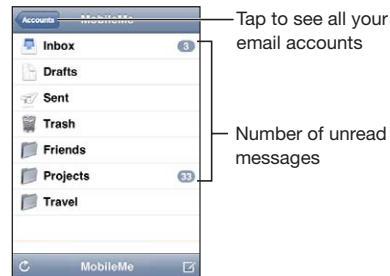 Accounts MobileMe
Inbox 3
Drafts
Sent
Trash
Friends
Projects 33
Travel
MobileMe
Tap to see all your
email accounts
Number of unread
messages